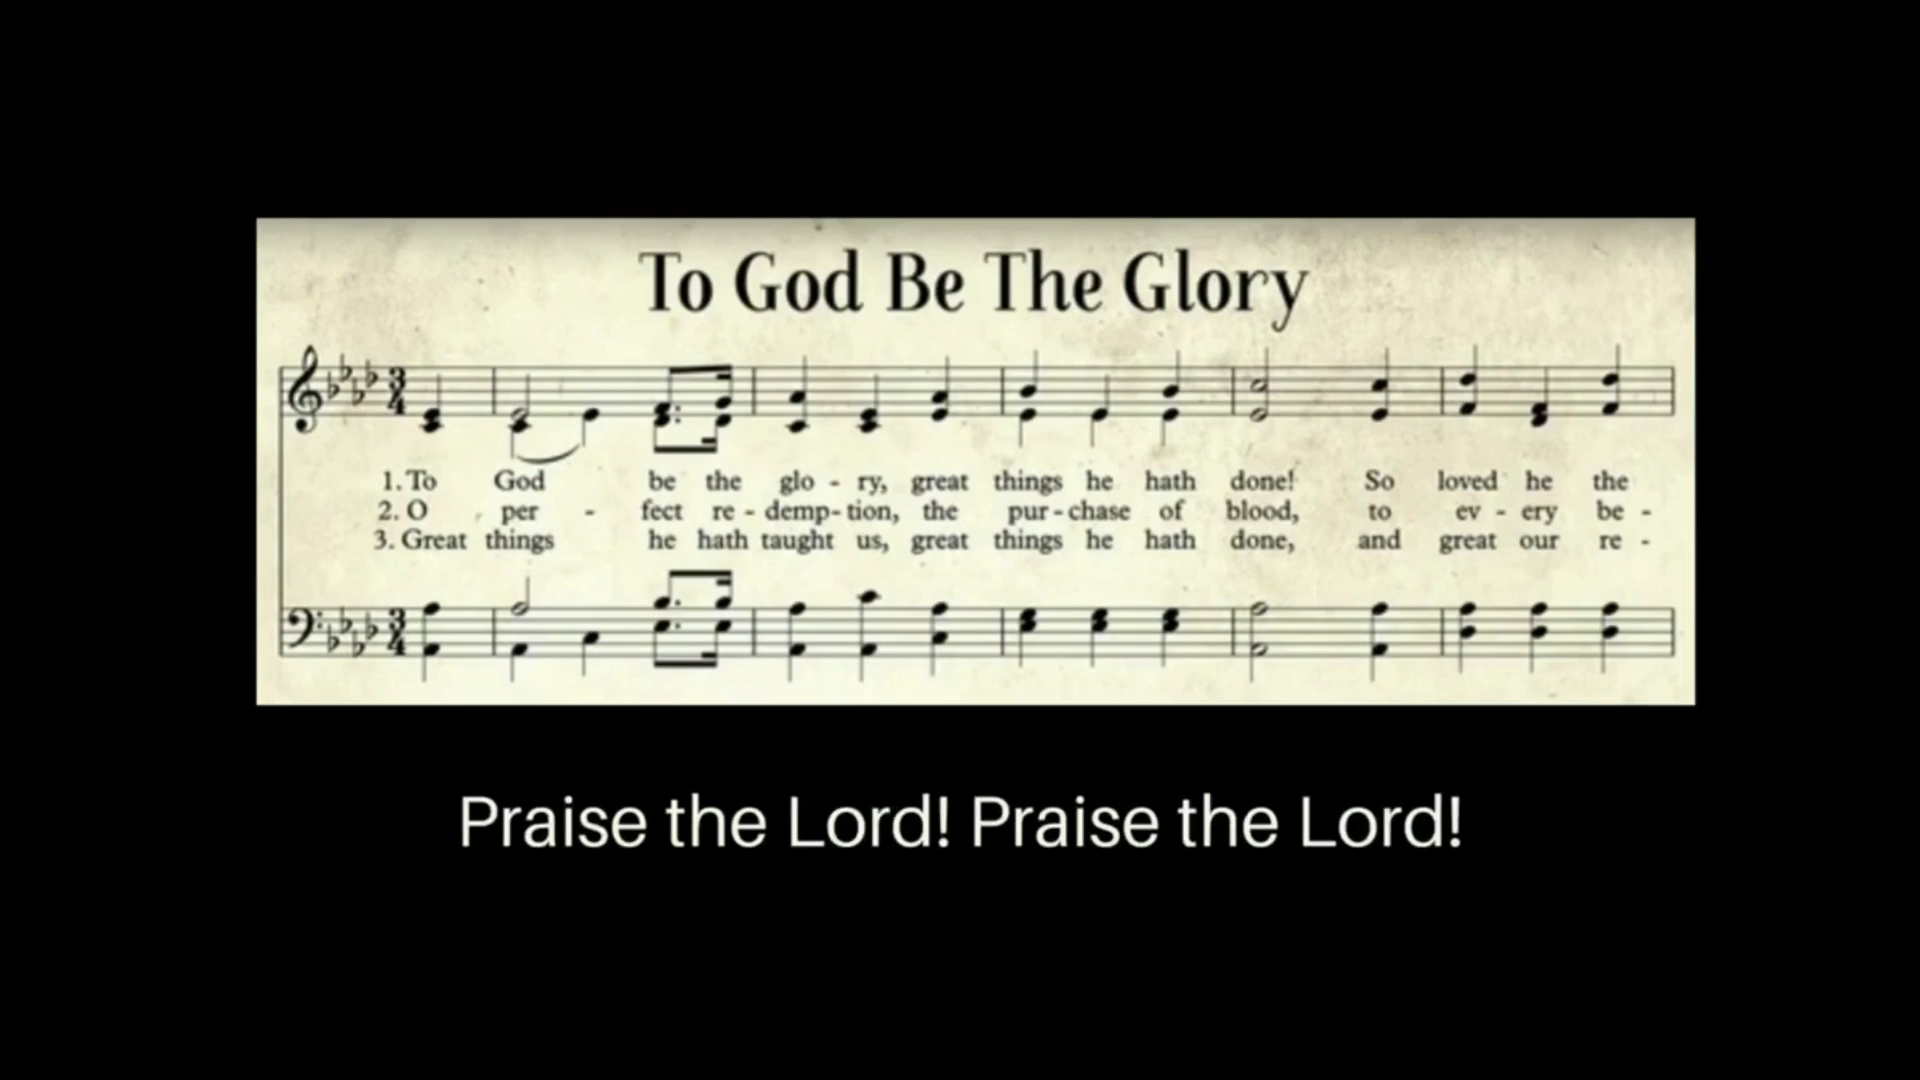 To God Be The Glory
1. To God be the glo - ry, great things he hath done! So loved he the
2. O per - fect re - demp - tion, the pur - chase of blood, to ev - ery be -
3. Great things he hath taught us, great things he hath done, and great our re -
Praise the Lord! Praise the Lord!